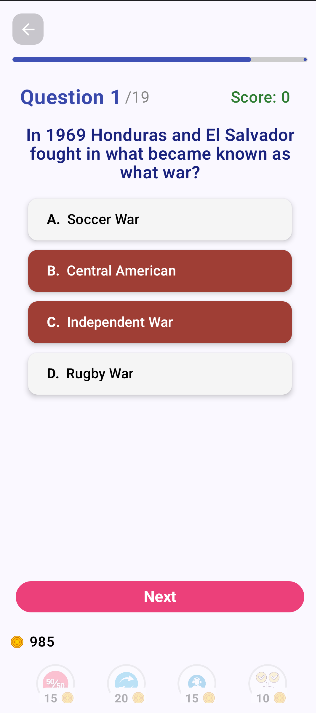 Question 1 /19
Score: 0
In 1969 Honduras and El Salvador
fought in what became known as
what war?
A. Soccer War
B. Central American
C. Independent War
D. Rugby War
Next
985
50/50
15
20
15
10